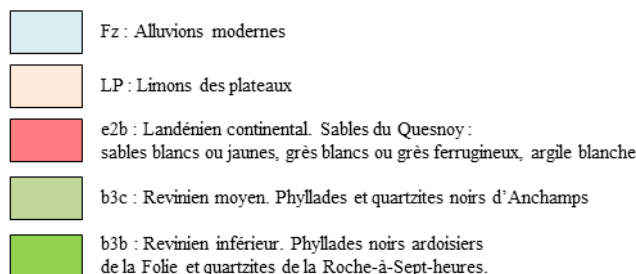 Fz : Alluvions modernes
LP : Limons des plateaux
e2b : Landénien continental. Sables du Quesnoy :
sables blancs ou jaunes, grès blancs ou grès ferrugineux, argile blanche
b3c : Revinien moyen. Phyllades et quartzites noirs d'Anchamps
b3b : Revinien inférieur. Phyllades noirs ardoisiers
de la Folie et quartzites de la Roche-à-Sept-heures.